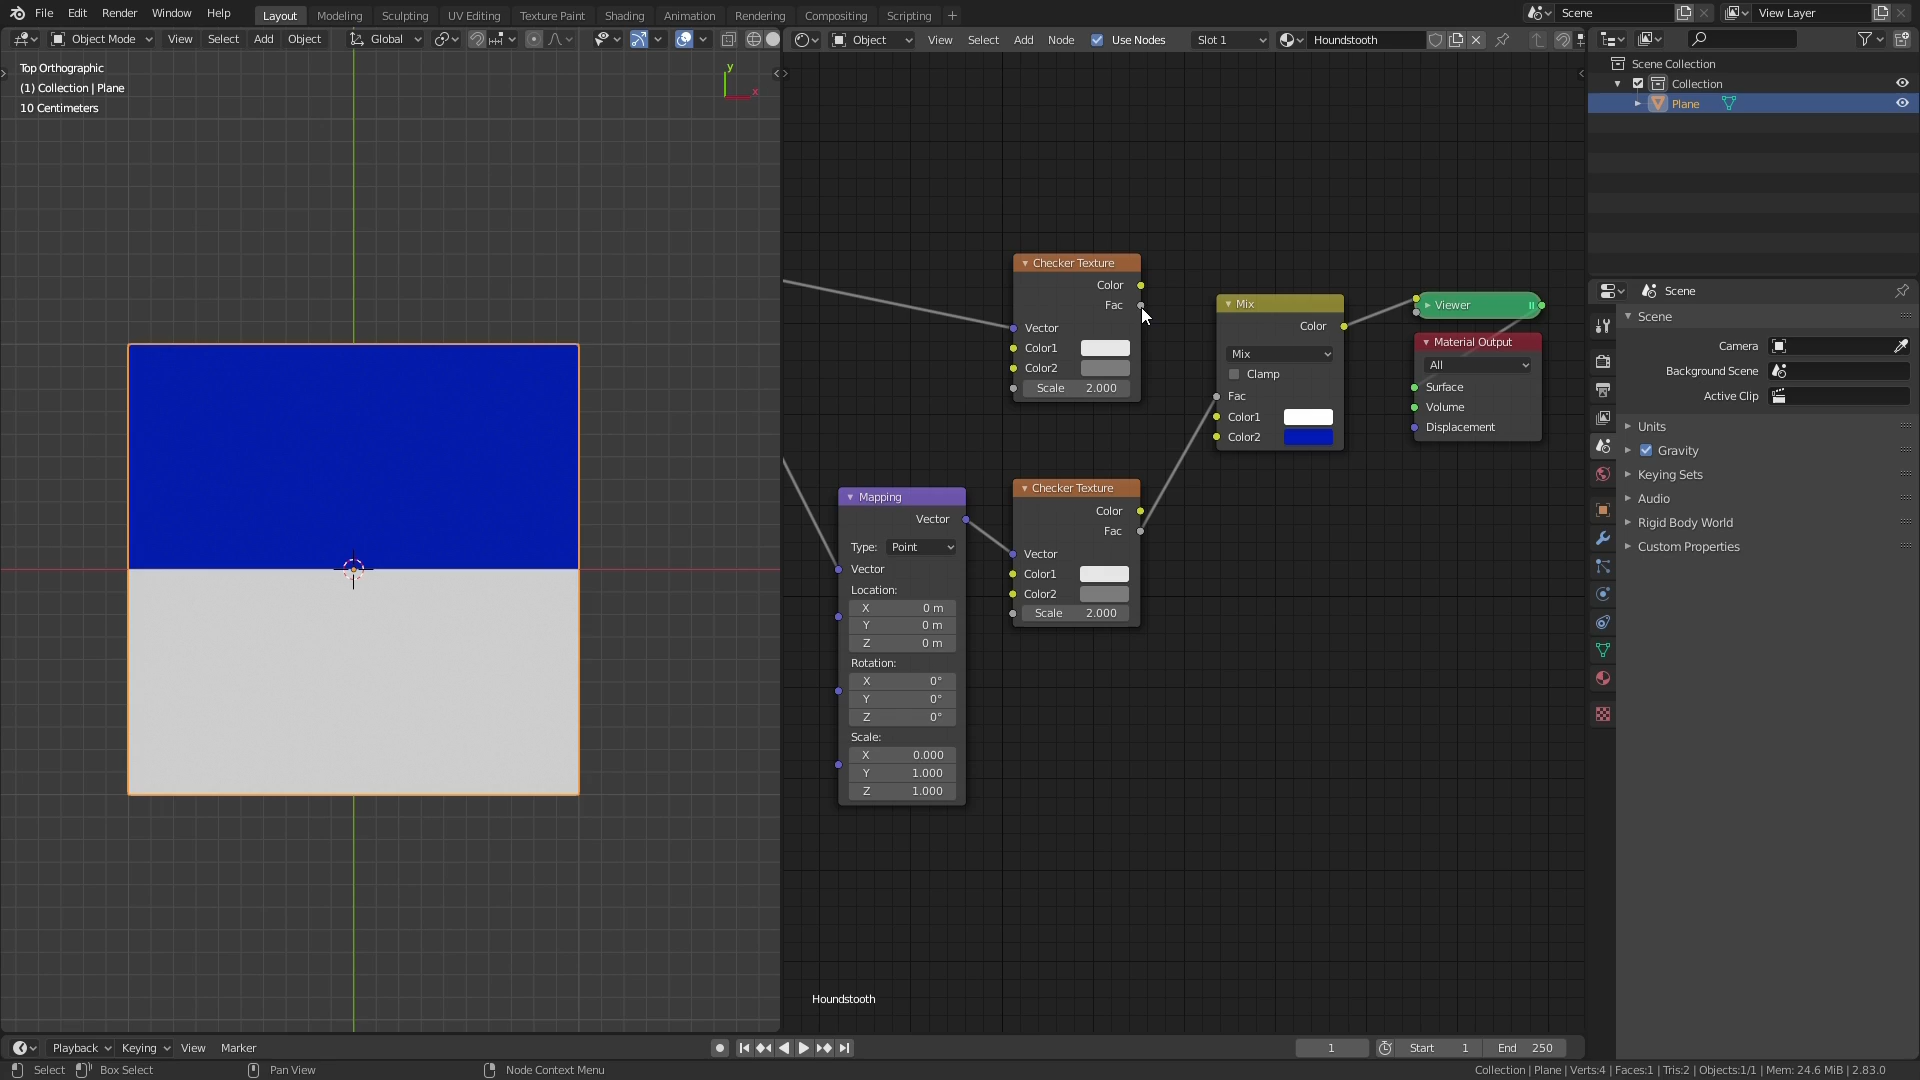 File Edit Render Window Help Layout Modeling Sculpting UV Editing Texture Paint Shading Animation Rendering Compositing Scripting + Scene View Layer
Object Mode View Select Add Object Global Object View Select Add Node Use Nodes Slot 1 Houndstooth
Top Orthographic
(1) Collection | Plane
10 Centimeters
y
x
Checker Texture
Color
Fac
Vector
Color1
Color2
Scale 2.000
Mapping
Vector
Type: Point
Vector
Location:
X 0 m
Y 0 m
Z 0 m
Rotation:
X 0°
Y 0°
Z 0°
Scale:
X 0.000
Y 1.000
Z 1.000
Checker Texture
Color
Fac
Vector
Color1
Color2
Scale 2.000
Mix
Color
Mix
Clamp
Fac
Color1
Color2
Viewer
Material Output
All
Surface
Volume
Displacement
Houndstooth
Scene Collection
Collection
Plane
Scene
Scene
Camera
Background Scene
Active Clip
Units
Gravity
Keying Sets
Audio
Rigid Body World
Custom Properties
Playback Keying View Marker 1 Start 1 End 250
Select Box Select Pan View Node Context Menu Collection | Plane | Verts:4 | Faces:1 | Tris:2 | Objects:1/1 | Mem: 24.6 MiB | 2.83.0